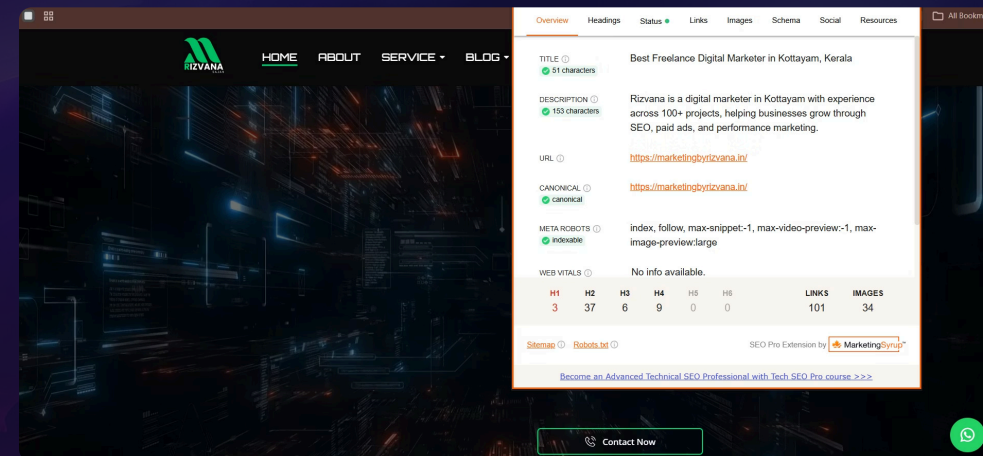 All Bookm
Overview Headings Status Links Images Schema Social Resources
RIZVANA
HOME ABOUT SERVICE BLOG
TITLE
51 characters
Best Freelance Digital Marketer in Kottayam, Kerala
DESCRIPTION
153 characters
Rizvana is a digital marketer in Kottayam with experience
across 100+ projects, helping businesses grow through
SEO, paid ads, and performance marketing.
URL
https://marketingbyrizvana.in/
CANONICAL
canonical
https://marketingbyrizvana.in/
META ROBOTS
indexable
index, follow, max-snippet:-1, max-video-preview:-1, max-
image-preview:large
WEB VITALS
No info available.
H1 H2 H3 H4 H5 H6 LINKS IMAGES
3 37 6 9 0 0 101 34
Sitemap Robots.txt
SEO Pro Extension by MarketingSyrup
Become an Advanced Technical SEO Professional with Tech SEO Pro course >>>
Contact Now